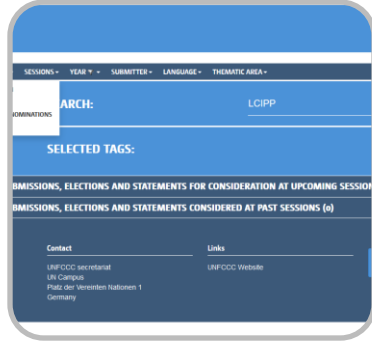 SESSIONS YEAR SUBMITTER LANGUAGE THEMATIC AREA
ARCH: LCIPP
OMINATIONS
SELECTED TAGS:
BMISSIONS, ELECTIONS AND STATEMENTS FOR CONSIDERATION AT UPCOMING SESSION
BMISSIONS, ELECTIONS AND STATEMENTS CONSIDERED AT PAST SESSIONS (0)
Contact Links
UNFCCC secretariat UNFCCC Website
UN Campus
Platz der Vereinten Nationen 1
Germany